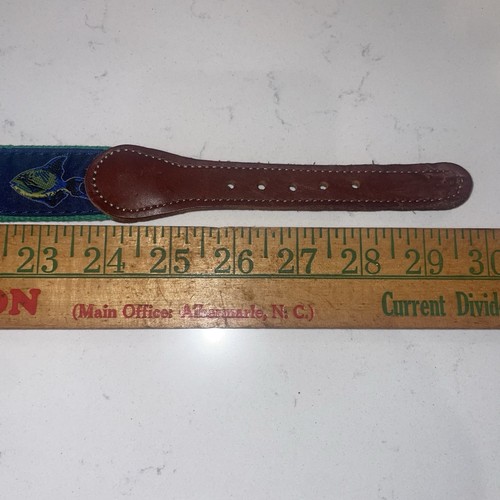 23 24 25 26 27 28 29 30
ON (Main Office: Albemarle, N. C.) Current Divid